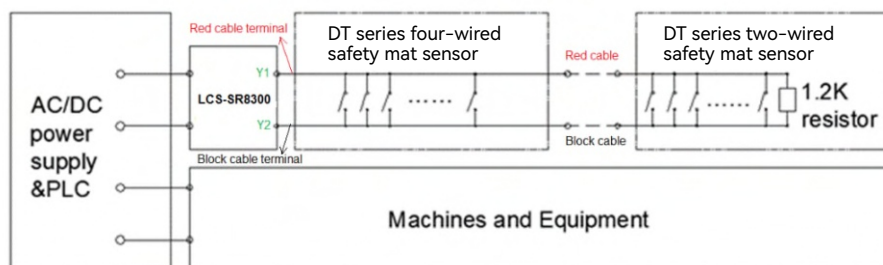 Red cable terminal
DT series four-wired
safety mat sensor
Red cable
DT series two-wired
safety mat sensor
Y1
LCS-SR8300
Y2
AC/DC
power
supply
&PLC
1.2K
resistor
Block cable terminal
Block cable
Machines and Equipment